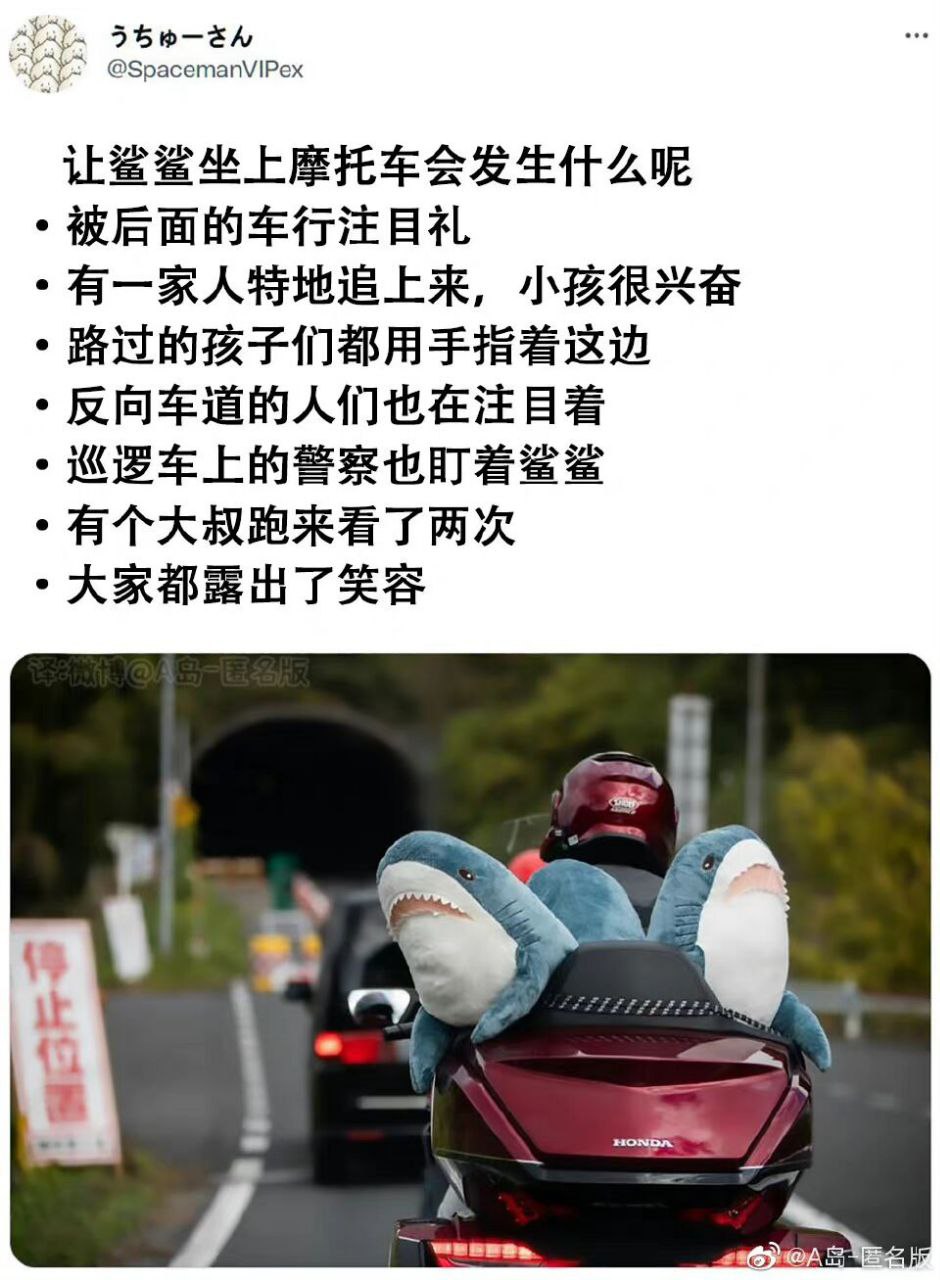 うちゅーさん
@SpacemanVIPex
让鲨鲨坐上摩托车会发生什么呢
• 被后面的车行注目礼
• 有一家人特地追上来，小孩很兴奋
• 路过的孩子们都用手指着这边
• 反向车道的人们也在注目着
• 巡逻车上的警察也盯着鲨鲨
• 有个大叔跑来看了两次
• 大家都露出了笑容
译:微博@A岛-匿名版
SHOEI
停止位置
HONDA
@A岛-匿名版